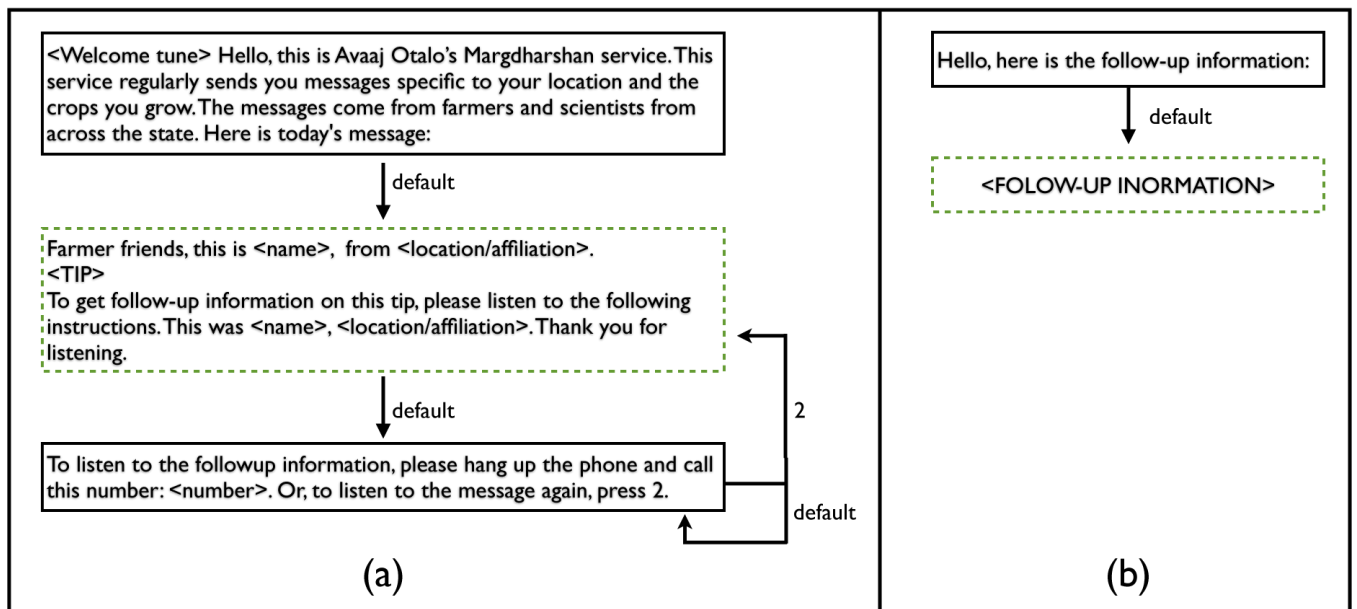 <Welcome tune> Hello, this is Avaaj Otalo's Margdharshan service. This
service regularly sends you messages specific to your location and the
crops you grow. The messages come from farmers and scientists from
across the state. Here is today's message:
default
Farmer friends, this is <name>, from <location/affiliation>.
<TIP>
To get follow-up information on this tip, please listen to the following
instructions. This was <name>, <location/affiliation>. Thank you for
listening.
default
2
To listen to the followup information, please hang up the phone and call
this number: <number>. Or, to listen to the message again, press 2.
default
(a)
Hello, here is the follow-up information:
default
<FOLOW-UP INORMATION>
(b)